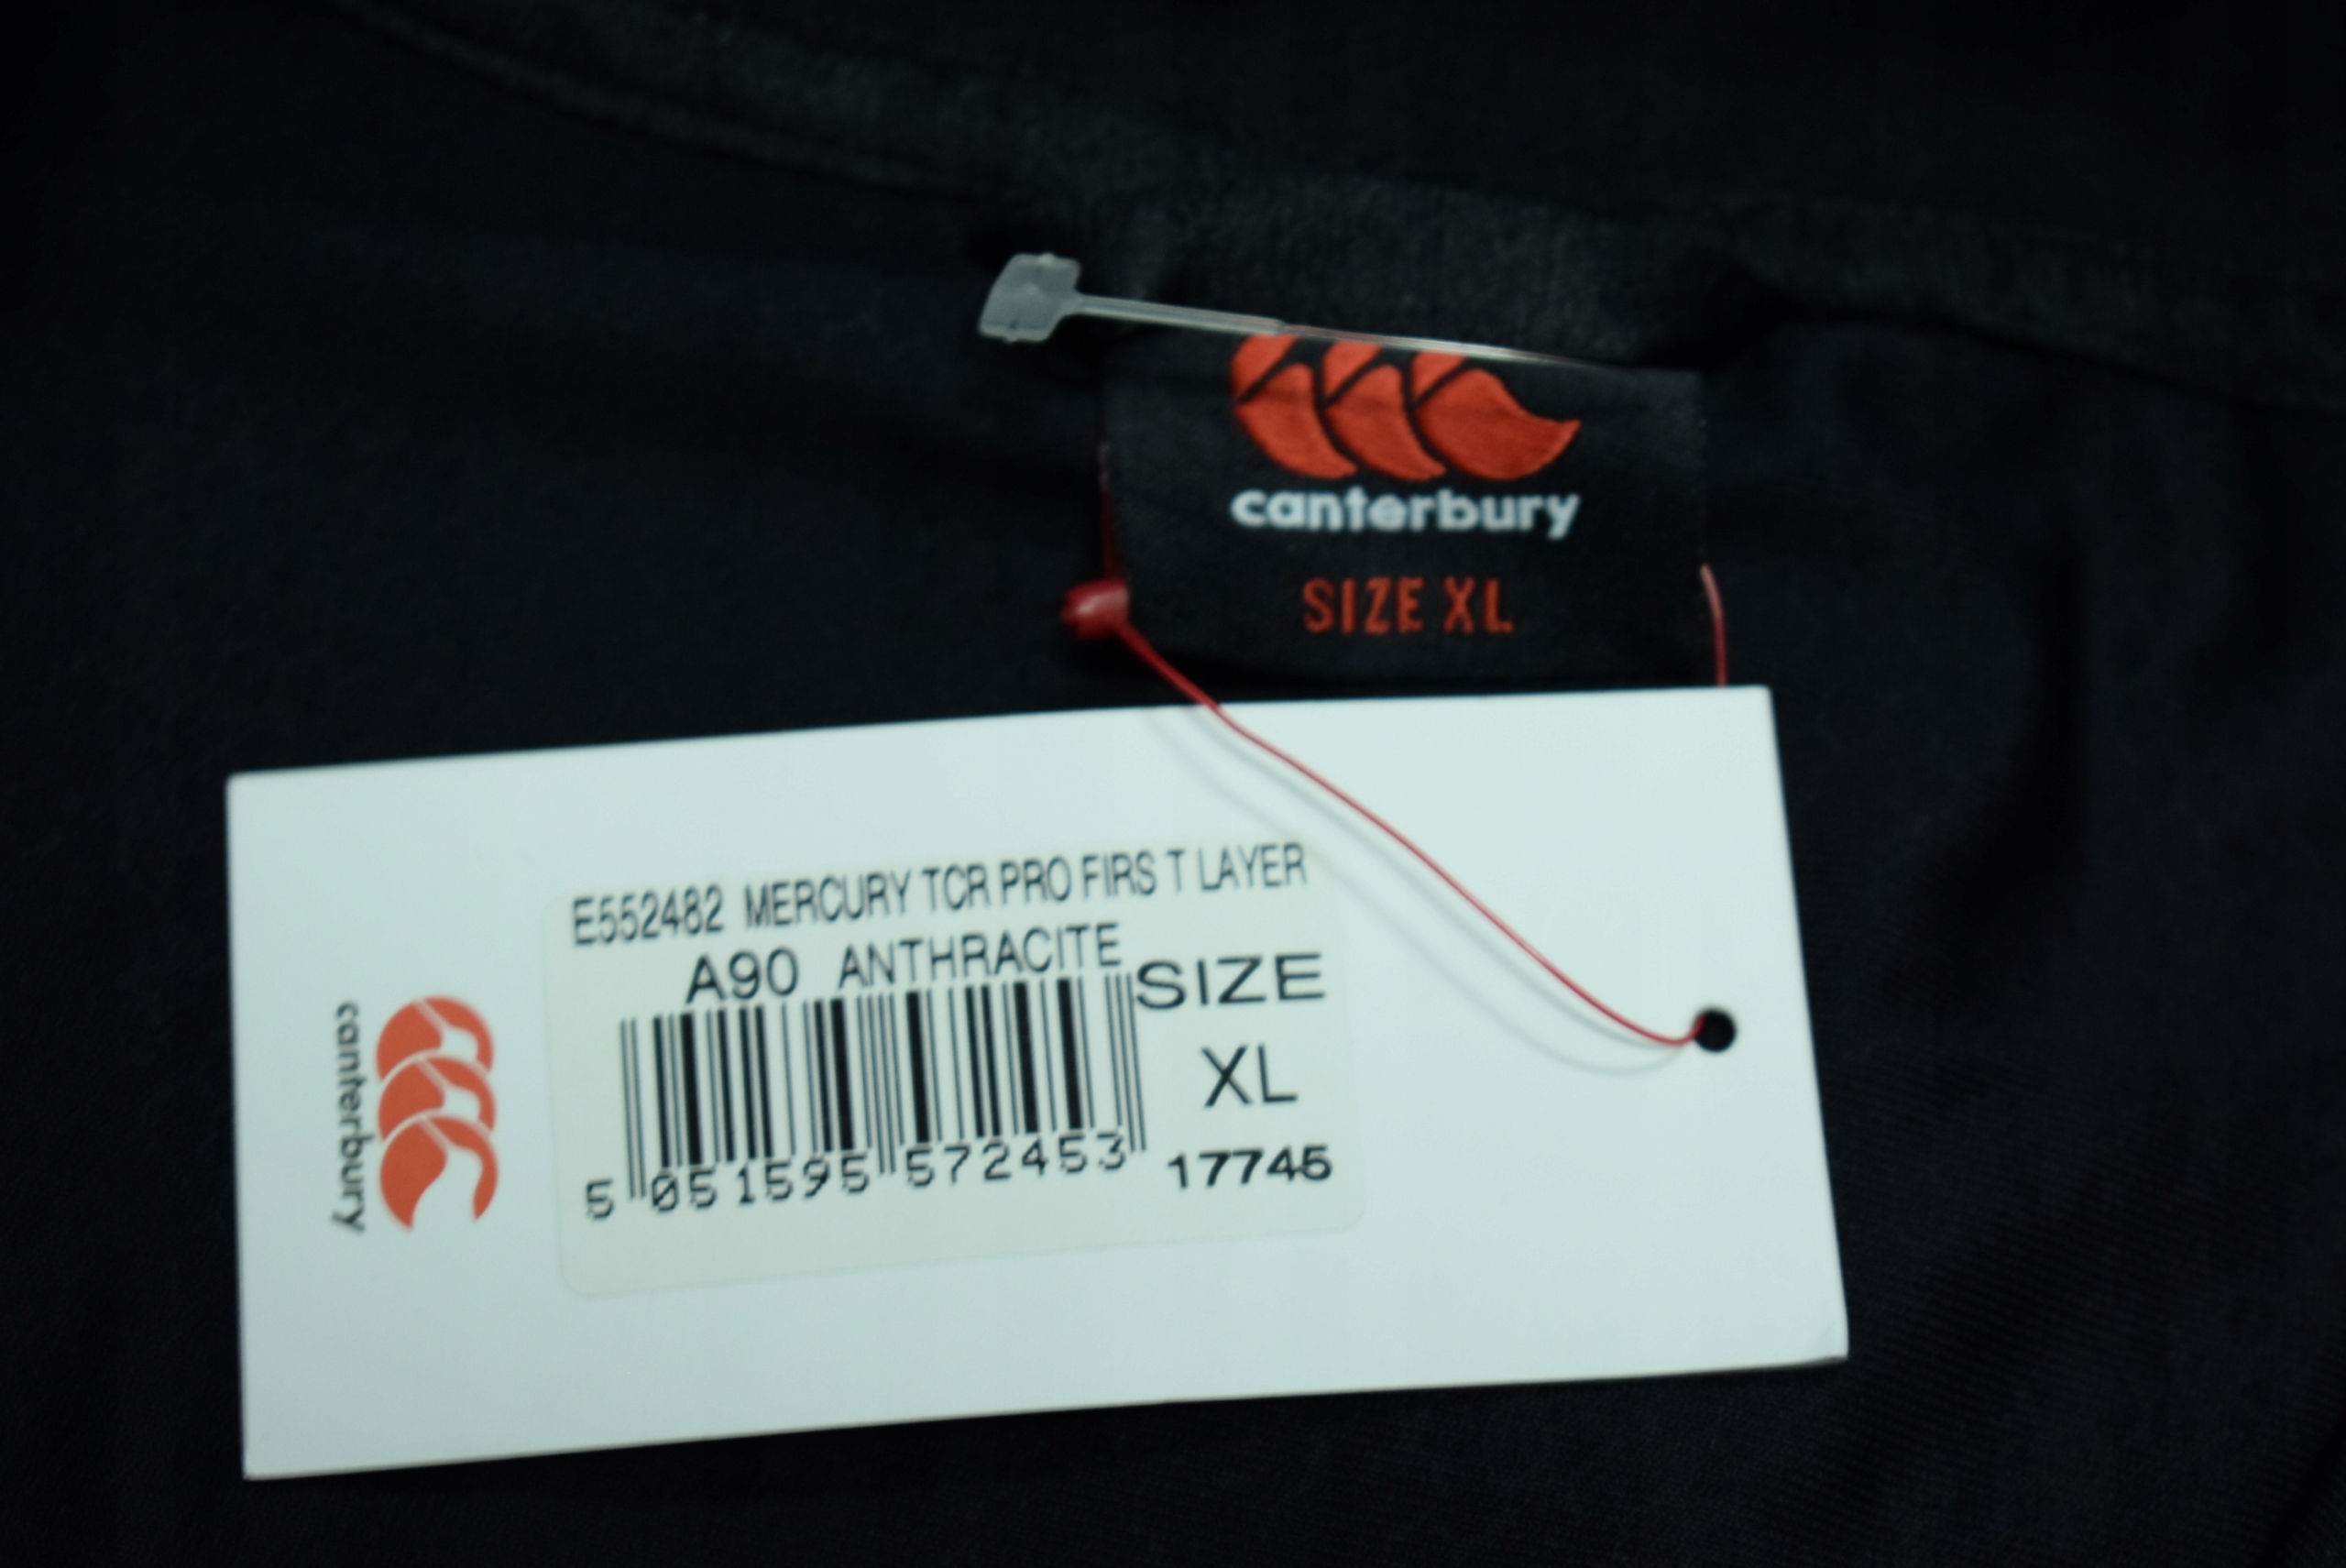 canterbury
SIZE XL
E552482 MERCURY TCR PRO FIRS T LAYER
A90 ANTHRACITE
SIZE
XL
5 051595 572453
17745
canterbury